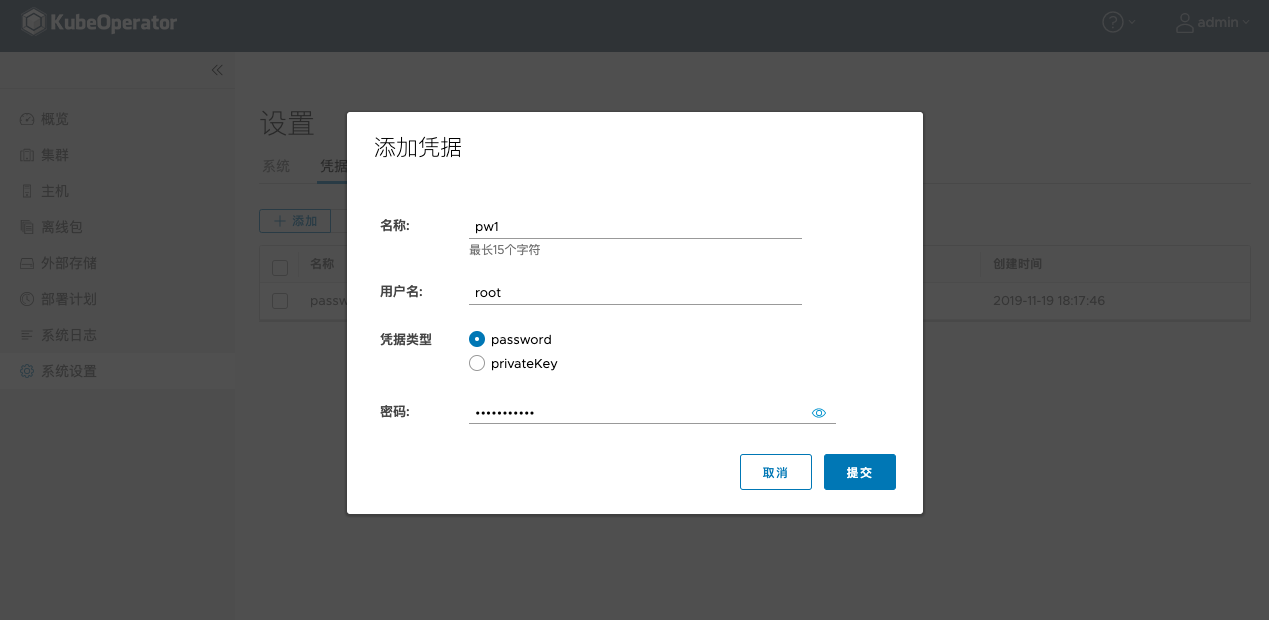 KubeOperator
admin
概览
集群
主机
离线包
外部存储
部署计划
系统日志
系统设置
设置
系统
凭据
添加
名称
创建时间
passw
2019-11-19 18:17:46
添加凭据
名称: pw1
最长15个字符
用户名: root
凭据类型 password
privateKey
密码: •••••••••••
取消 提交